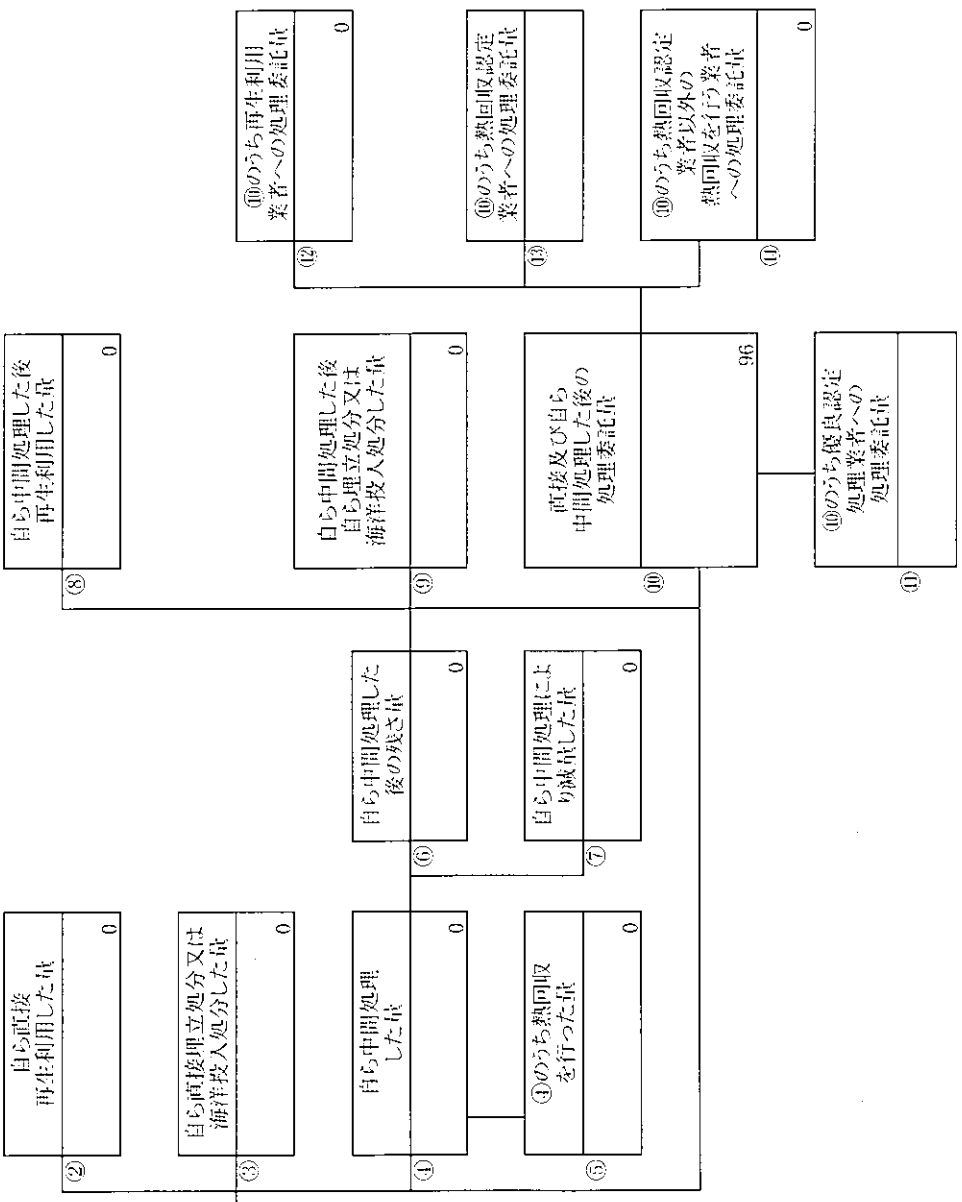 ②
自ら直接
再生利用した量
0
③
自ら直接埋立処分又は
海洋投入処分した量
0
④
自ら中間処理
した量
0
⑤
④のうち熱回収
を行った量
0
⑥
自ら中間処理した
後の残さ量
0
⑦
自ら中間処理によ
り減量した量
0
⑧
自ら中間処理した後
再生利用した量
0
⑨
自ら中間処理した後
自ら埋立処分又は
海洋投入処分した量
0
⑩
直接及び自ら
中間処理した後の
処理委託量
96
⑪
⑩のうち優良認定
処理業者への
処理委託量
⑫
⑩のうち再生利用
業者への処理委託量
0
⑬
⑩のうち熱回収認定
業者への処理委託量
⑭
⑩のうち熱回収認定
業者以外の
熱回収を行う業者
への処理委託量
0